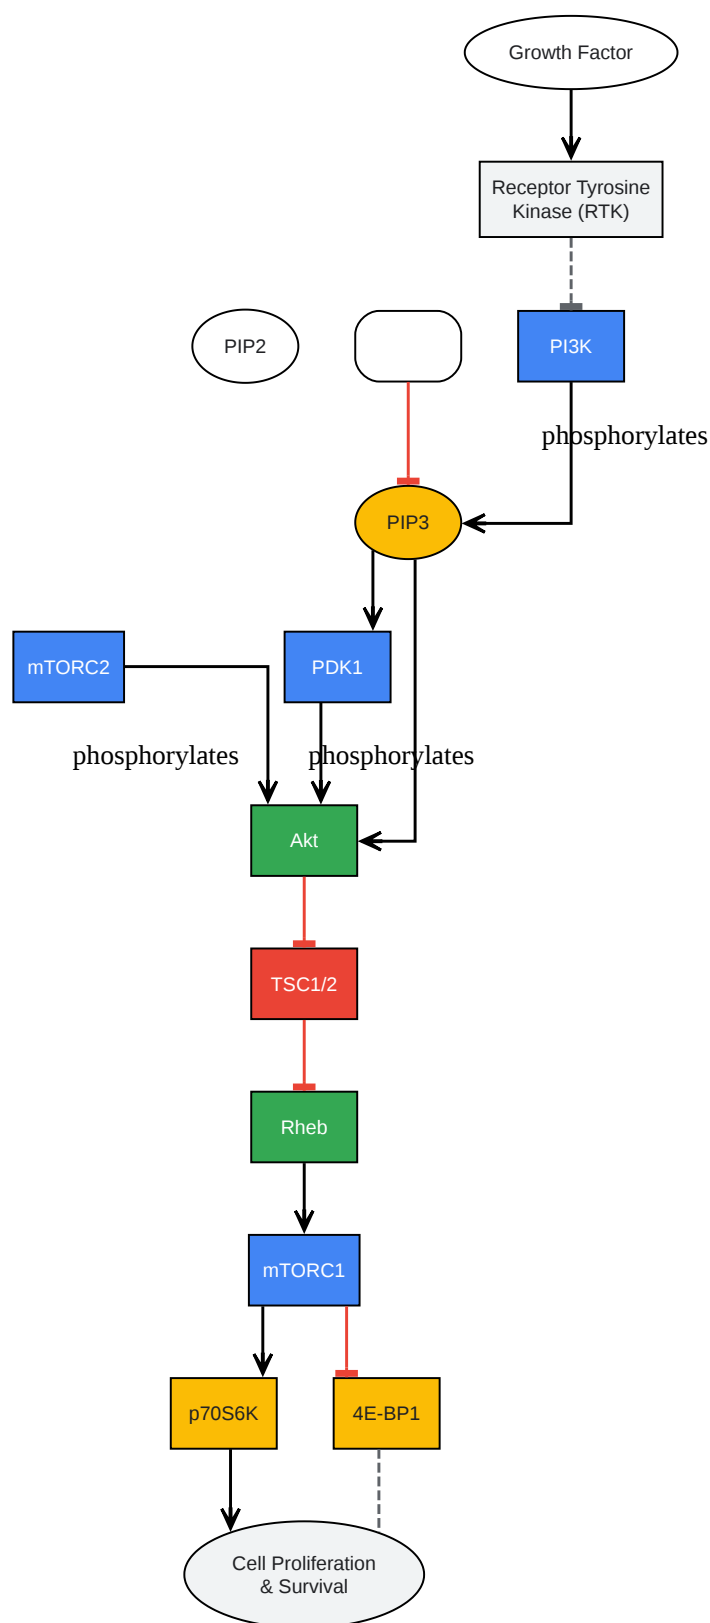 Growth Factor
Receptor Tyrosine
Kinase (RTK)
PIP2
PI3K
phosphorylates
PIP3
mTORC2
PDK1
phosphorylates
phosphorylates
Akt
TSC1/2
Rheb
mTORC1
p70S6K
4E-BP1
Cell Proliferation
& Survival